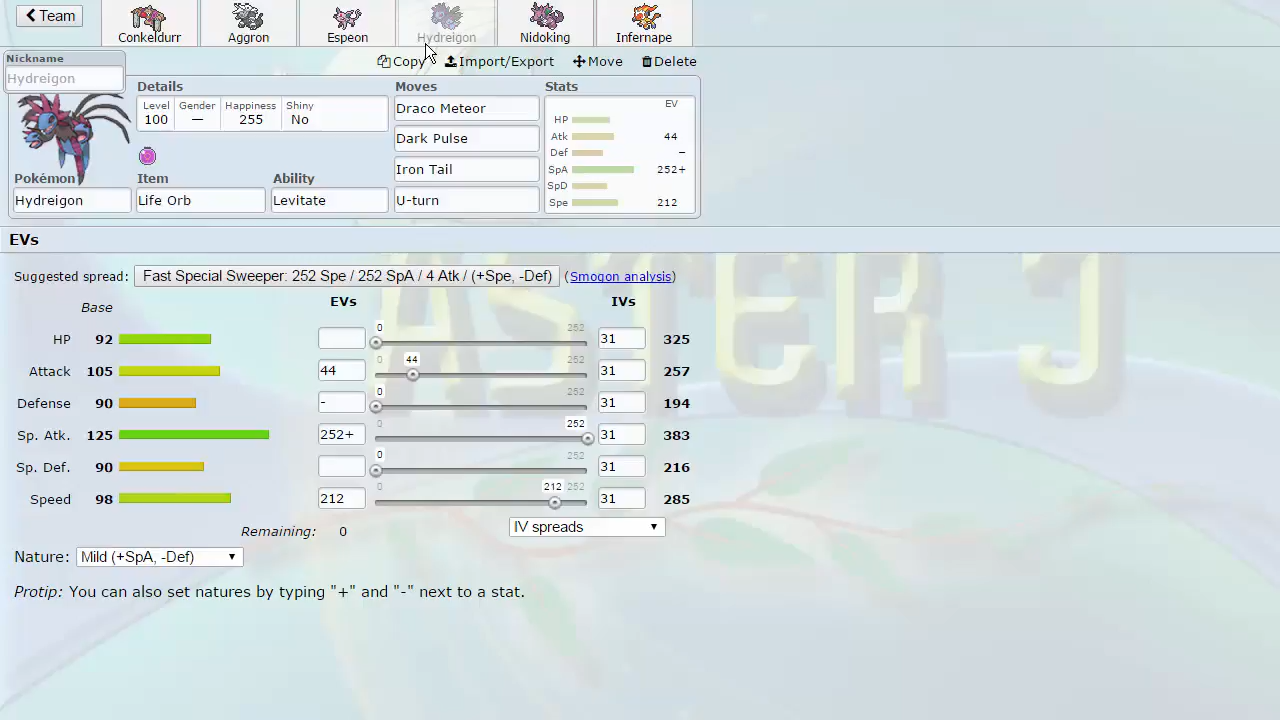 Team
Conkeldurr Aggron Espeon Hydreigon Nidoking Infernape
Copy Import/Export Move Delete
Nickname
Hydreigon
Details
Level Gender Happiness Shiny
100 — 255 No
Moves
Draco Meteor
Dark Pulse
Iron Tail
U-turn
Stats
EV
HP
Atk 44
Def −
SpA 252+
SpD
Spe 212
Pokémon Item Ability
Hydreigon Life Orb Levitate
EVs
Suggested spread: Fast Special Sweeper: 252 Spe / 252 SpA / 4 Atk / (+Spe, -Def) (Smogon analysis)
Base EVs IVs
HP 92 0 252 31 325
Attack 105 44 0 44 252 31 257
Defense 90 - 0 252 31 194
Sp. Atk. 125 252+ 0 252 31 383
Sp. Def. 90 0 252 31 216
Speed 98 212 0 212 252 31 285
Remaining: 0 IV spreads
Nature: Mild (+SpA, -Def)
Protip: You can also set natures by typing "+" and "-" next to a stat.
ASTER J